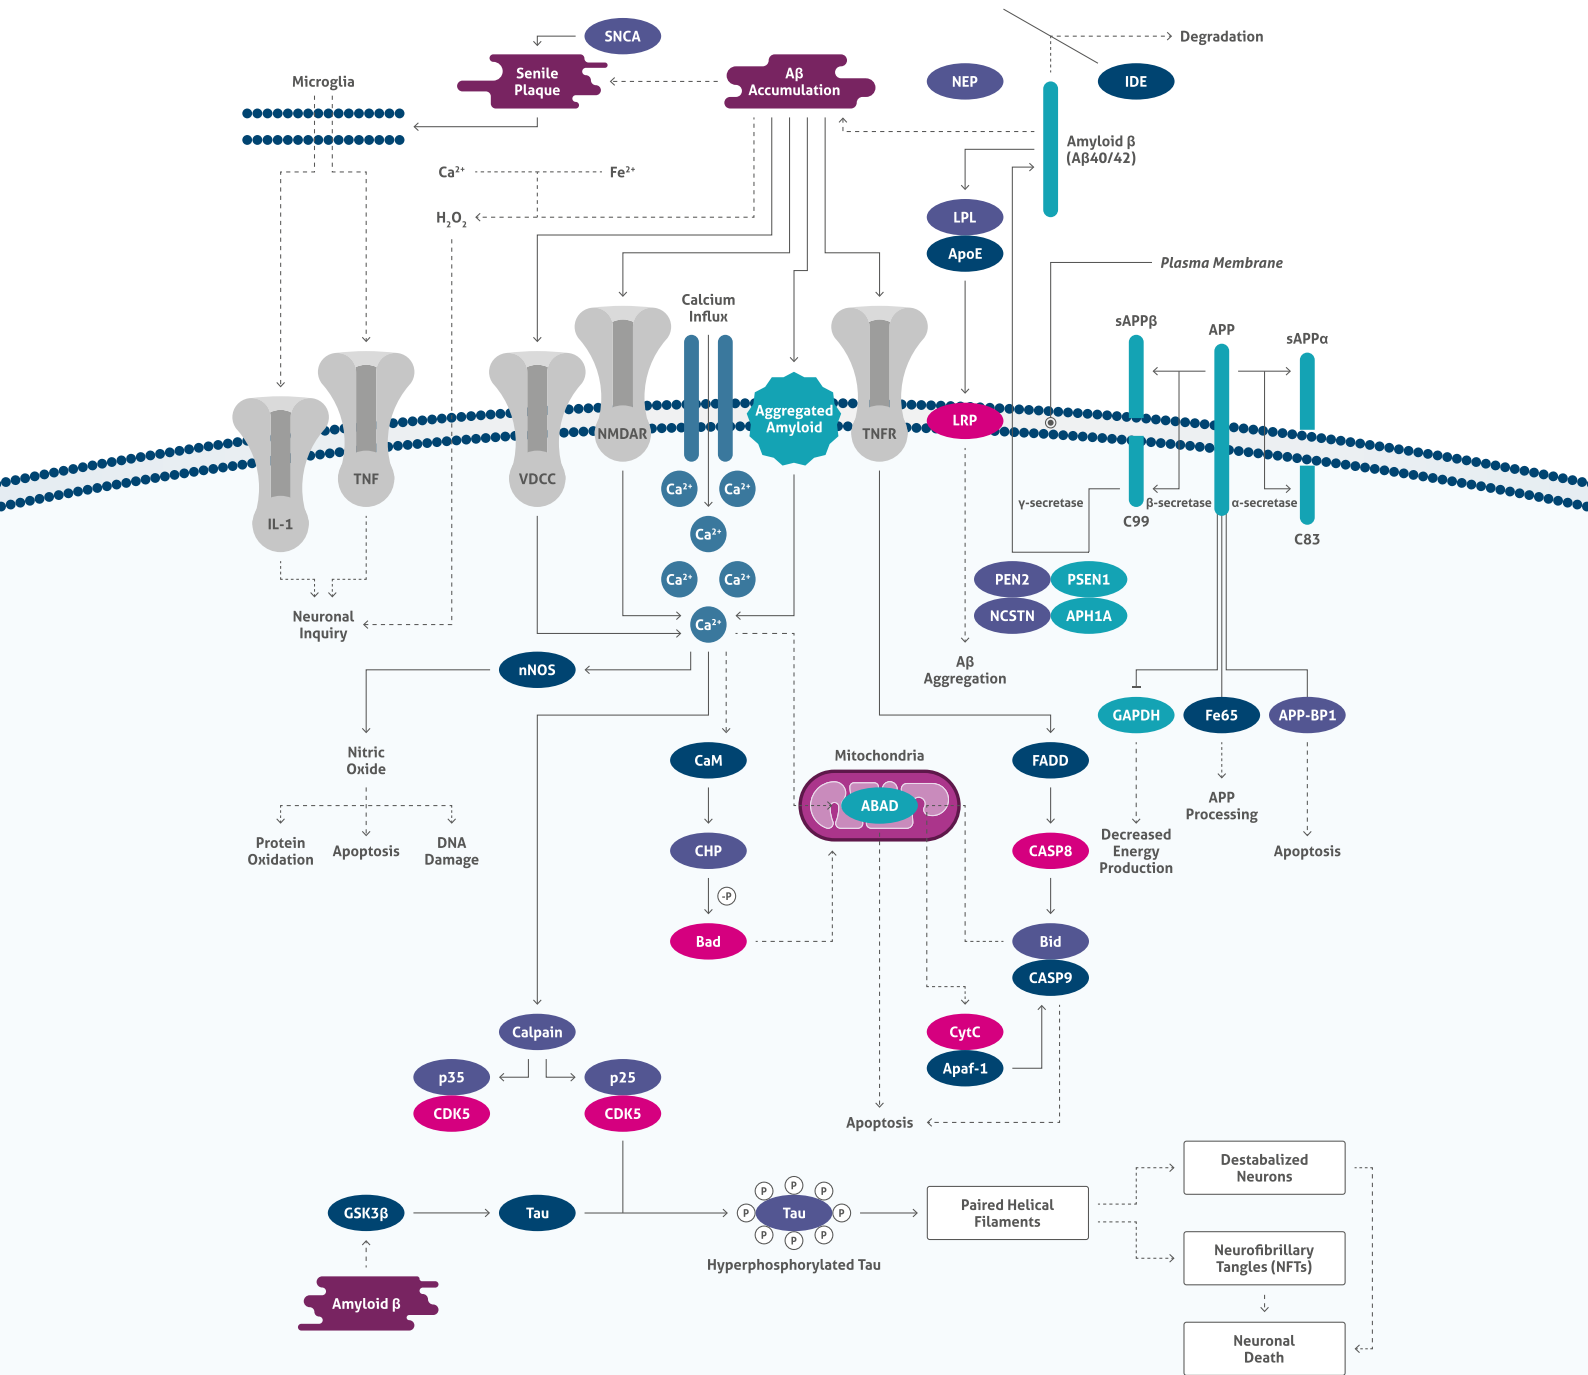 SNCA
Degradation
Senile
Plaque
Aβ
Accumulation
Microglia
NEP
IDE
Amyloid β
(Aβ40/42)
Ca²⁺
Fe²⁺
H₂O₂
LPL
ApoE
Plasma Membrane
Calcium
Influx
sAPPβ
APP
sAPPα
Aggregated
Amyloid
LRP
NMDAR
TNFR
TNF
VDCC
IL-1
Ca²⁺
Ca²⁺
γ-secretase
β-secretase
α-secretase
C99
C83
Ca²⁺
Ca²⁺
Ca²⁺
PEN2
PSEN1
NCSTN
APH1A
Neuronal
Inquiry
Ca²⁺
nNOS
Aβ
Aggregation
GAPDH
Fe65
APP-BP1
Nitric
Oxide
CaM
Mitochondria
FADD
ABAD
APP
Processing
Protein
Oxidation
Apoptosis
DNA
Damage
CHP
CASP8
Decreased
Energy
Production
Apoptosis
-P
Bad
Bid
CASP9
Calpain
CytC
Apaf-1
p35
CDK5
p25
CDK5
Apoptosis
Destabalized
Neurons
GSK3β
Tau
P
P
P
P
Tau
P
P
P
P
Hyperphosphorylated Tau
Paired Helical
Filaments
Neurofibrillary
Tangles (NFTs)
Amyloid β
Neuronal
Death